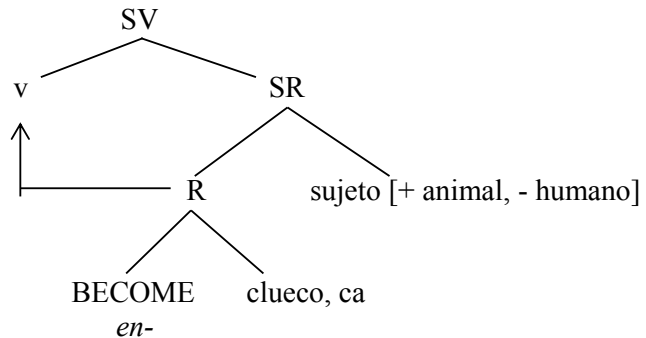 SV
v SR
R sujeto [+ animal, - humano]
BECOME clueco, ca
en-